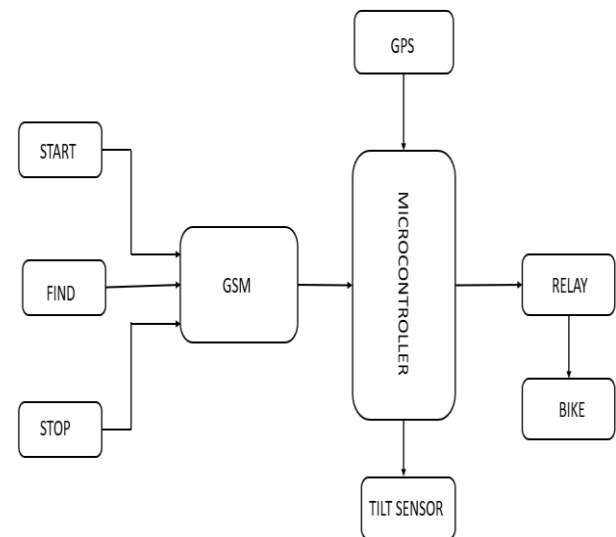 GPS
START
MICROCONTROLLER
GSM
FIND
RELAY
STOP
BIKE
TILT SENSOR